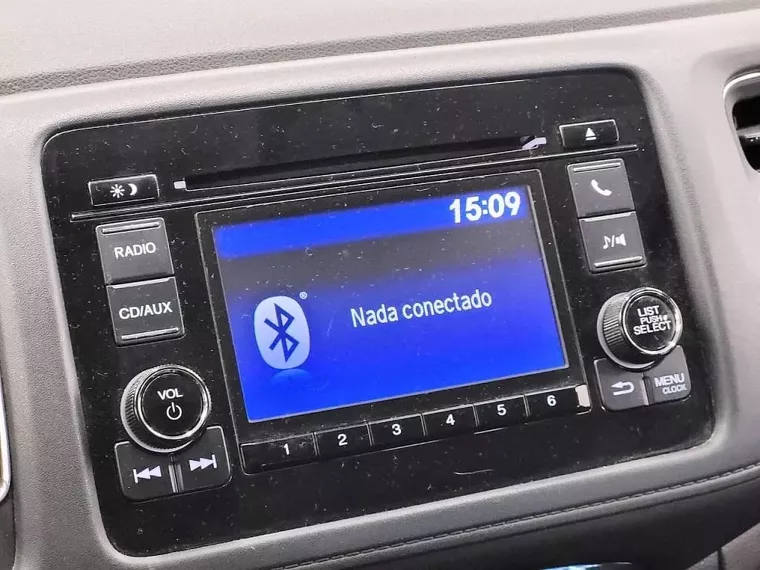 15:09
RADIO
CD/AUX
Nada conectado
®
LIST
PUSH
SELECT
VOL
MENU
CLOCK
1 2 3 4 5 6